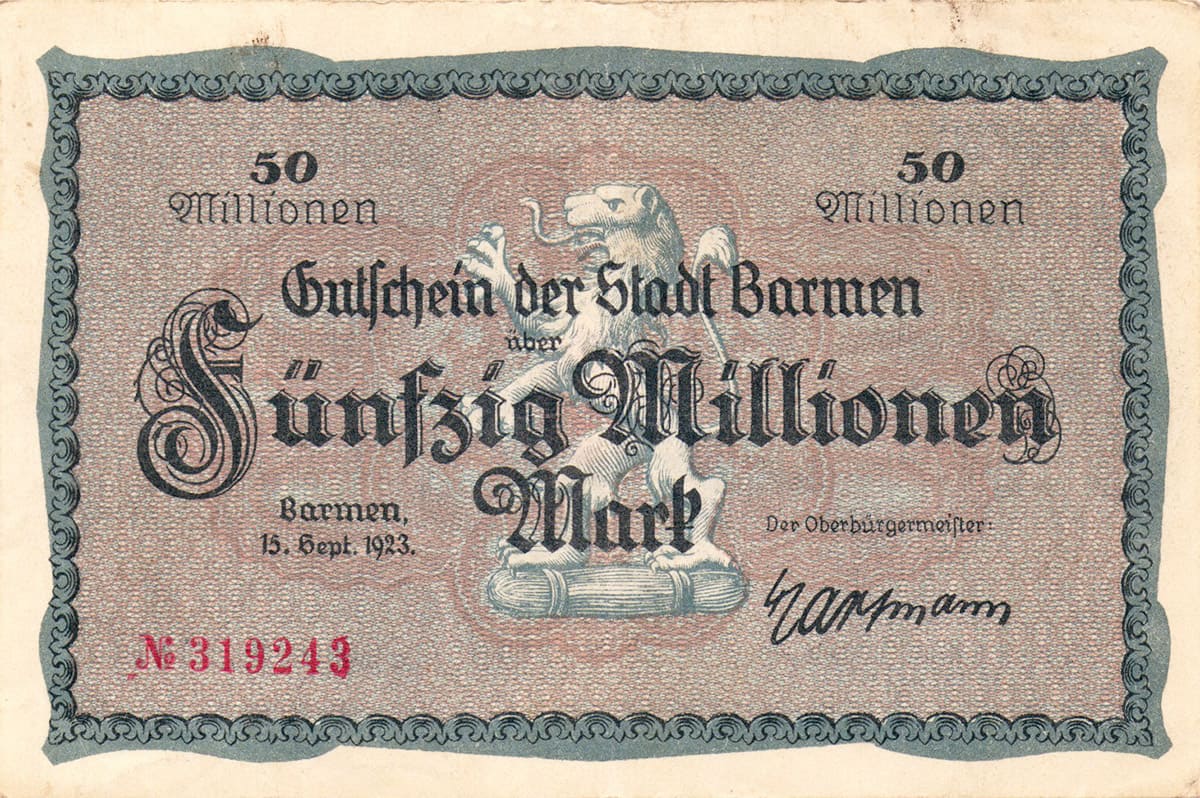 50
Millionen
50
Millionen
Gutschein der Stadt Barmen
über
Fünfzig Millionen
Mark
Barmen,
15. Sept. 1923.
Der Oberbürgermeister:
Hartmann
№ 319243